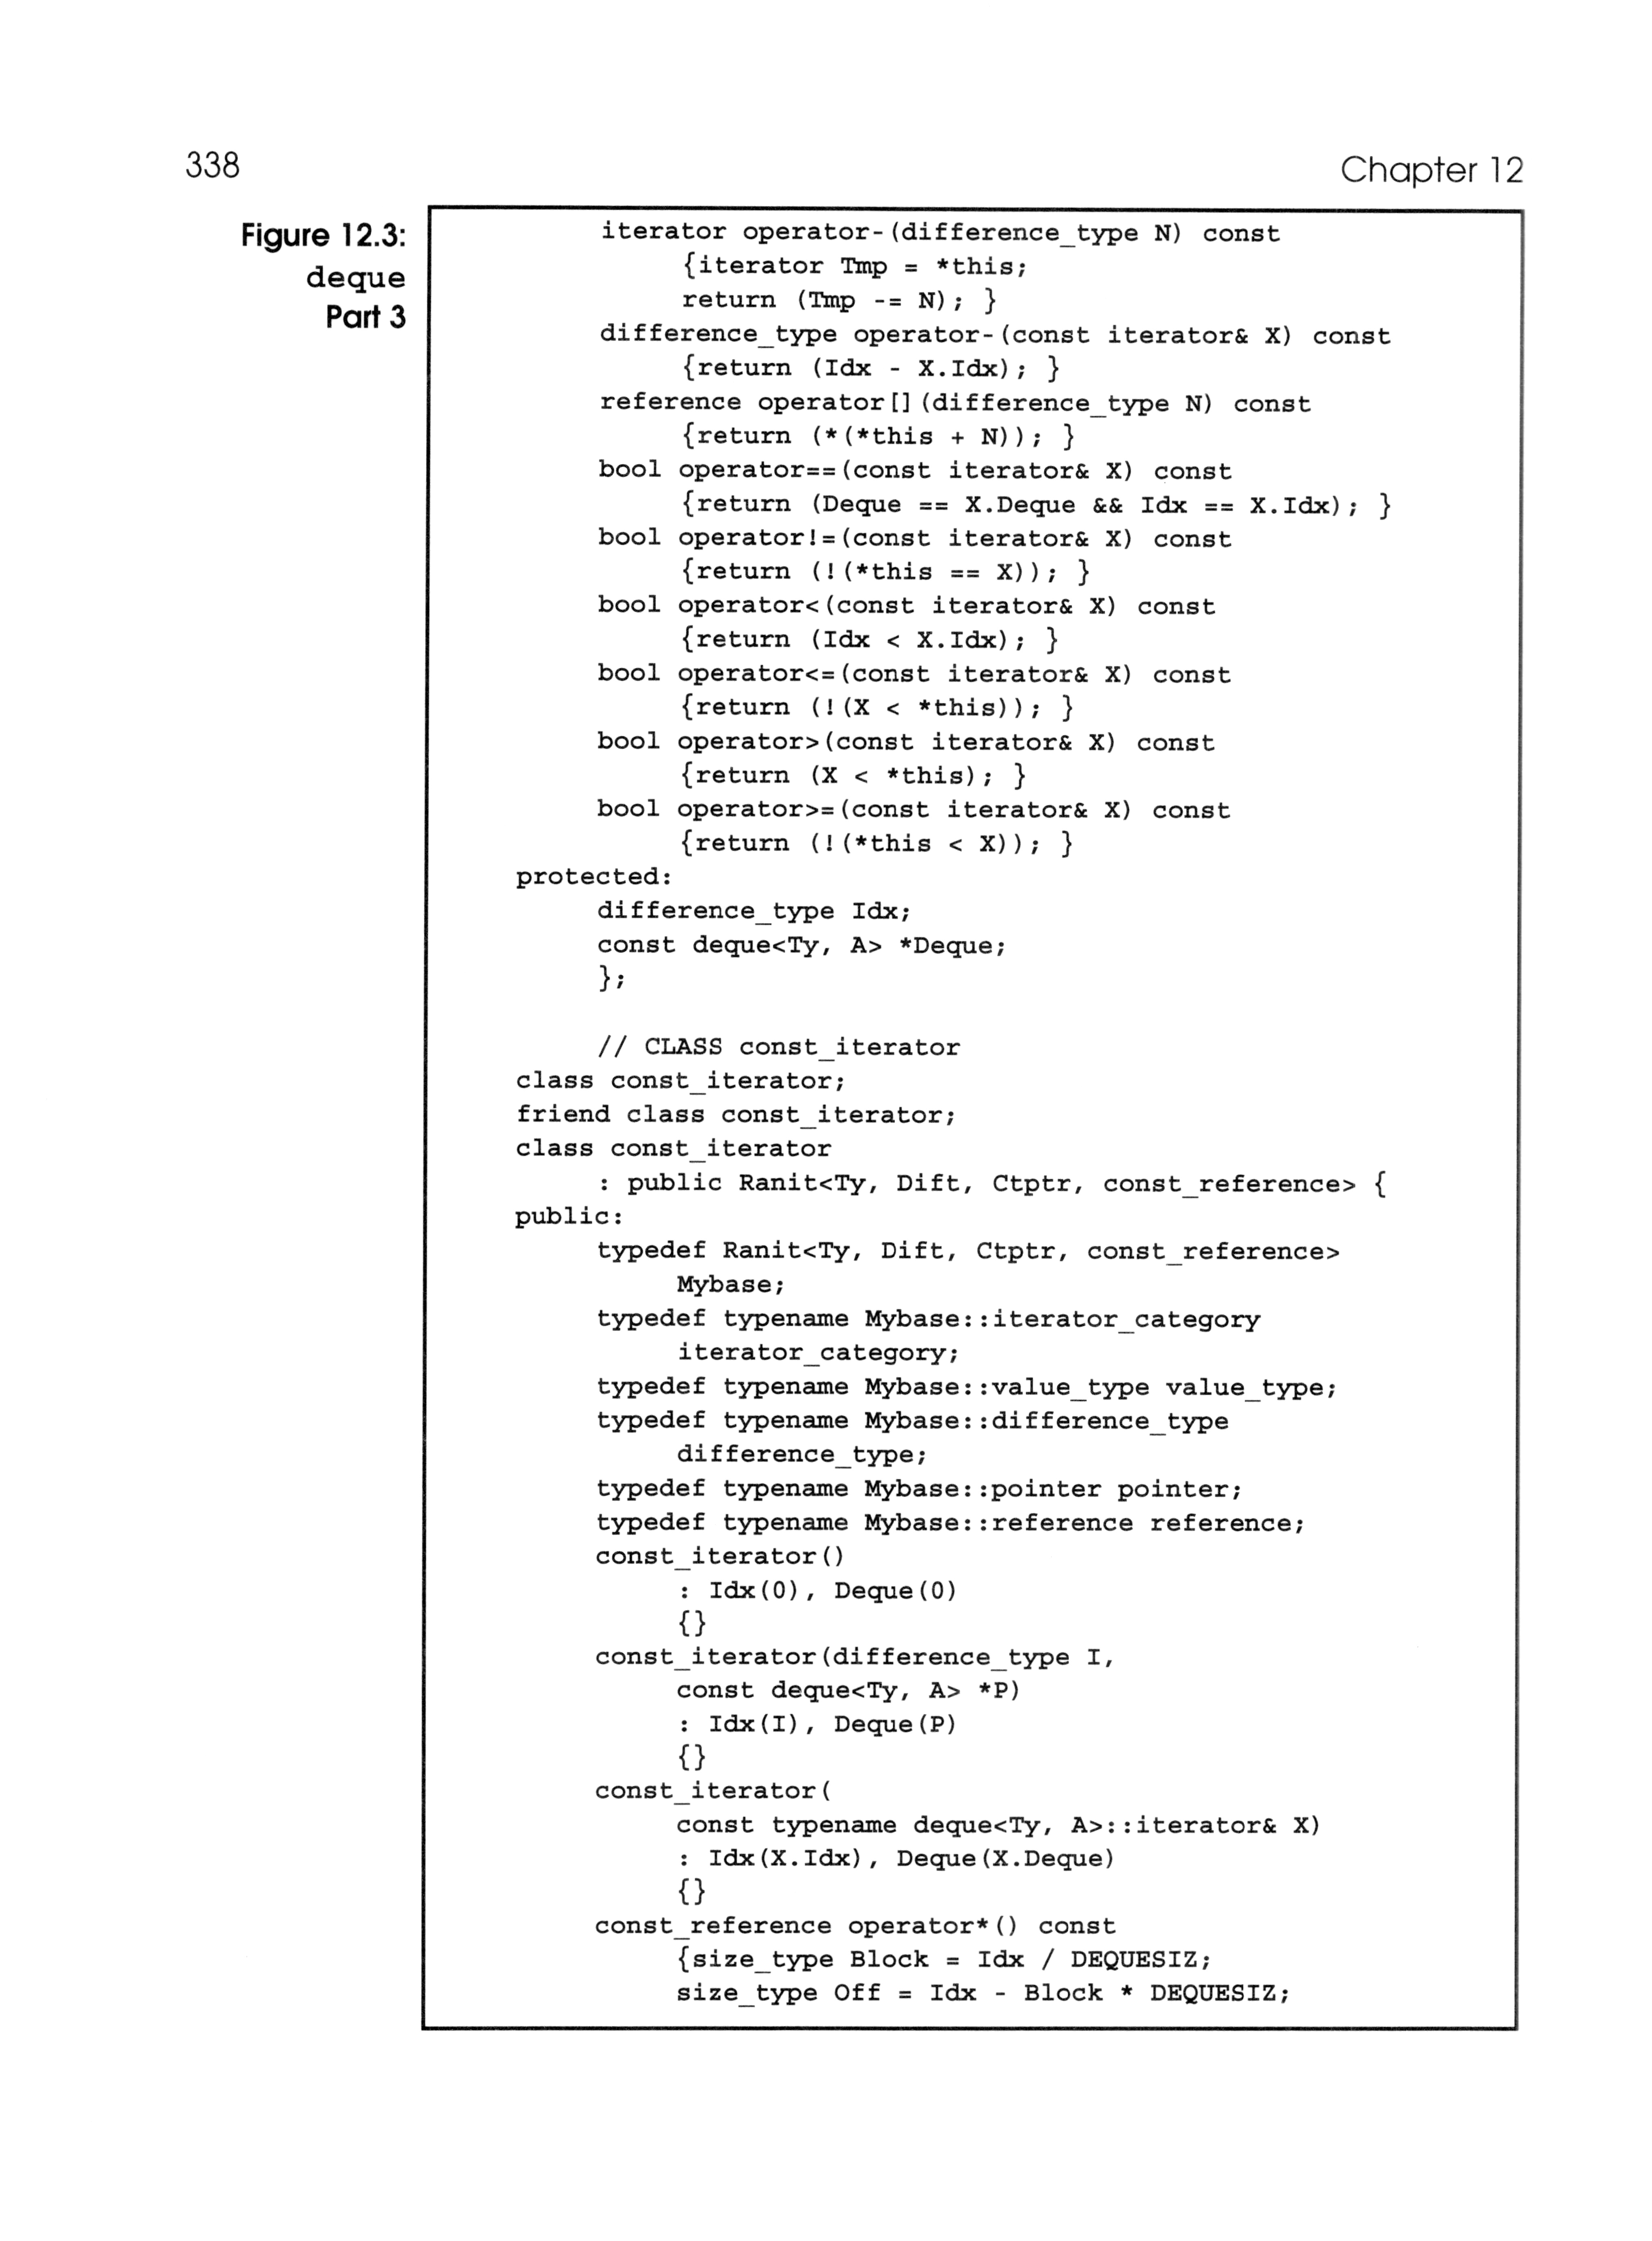 338
Chapter 12
Figure 12.3:
deque
Part 3
iterator operator-(difference_type N) const
{iterator Tmp = *this;
return (Tmp -= N); }
difference_type operator-(const iterator& X) const
{return (Idx - X.Idx); }
reference operator[](difference_type N) const
{return (*(*this + N)); }
bool operator==(const iterator& X) const
{return (Deque == X.Deque && Idx == X.Idx); }
bool operator!=(const iterator& X) const
{return (!(*this == X)); }
bool operator<(const iterator& X) const
{return (Idx < X.Idx); }
bool operator<=(const iterator& X) const
{return (!(X < *this)); }
bool operator>(const iterator& X) const
{return (X < *this); }
bool operator>=(const iterator& X) const
{return (!(*this < X)); }
protected:
difference_type Idx;
const deque<Ty, A> *Deque;
};
// CLASS const_iterator
class const_iterator;
friend class const_iterator;
class const_iterator
: public Ranit<Ty, Dift, Ctptr, const_reference> {
public:
typedef Ranit<Ty, Dift, Ctptr, const_reference>
Mybase;
typedef typename Mybase::iterator_category
iterator_category;
typedef typename Mybase::value_type value_type;
typedef typename Mybase::difference_type
difference_type;
typedef typename Mybase::pointer pointer;
typedef typename Mybase::reference reference;
const_iterator()
: Idx(0), Deque(0)
{}
const_iterator(difference_type I,
const deque<Ty, A> *P)
: Idx(I), Deque(P)
{}
const_iterator(
const typename deque<Ty, A>::iterator& X)
: Idx(X.Idx), Deque(X.Deque)
{}
const_reference operator*() const
{size_type Block = Idx / DEQUESIZ;
size_type Off = Idx - Block * DEQUESIZ;